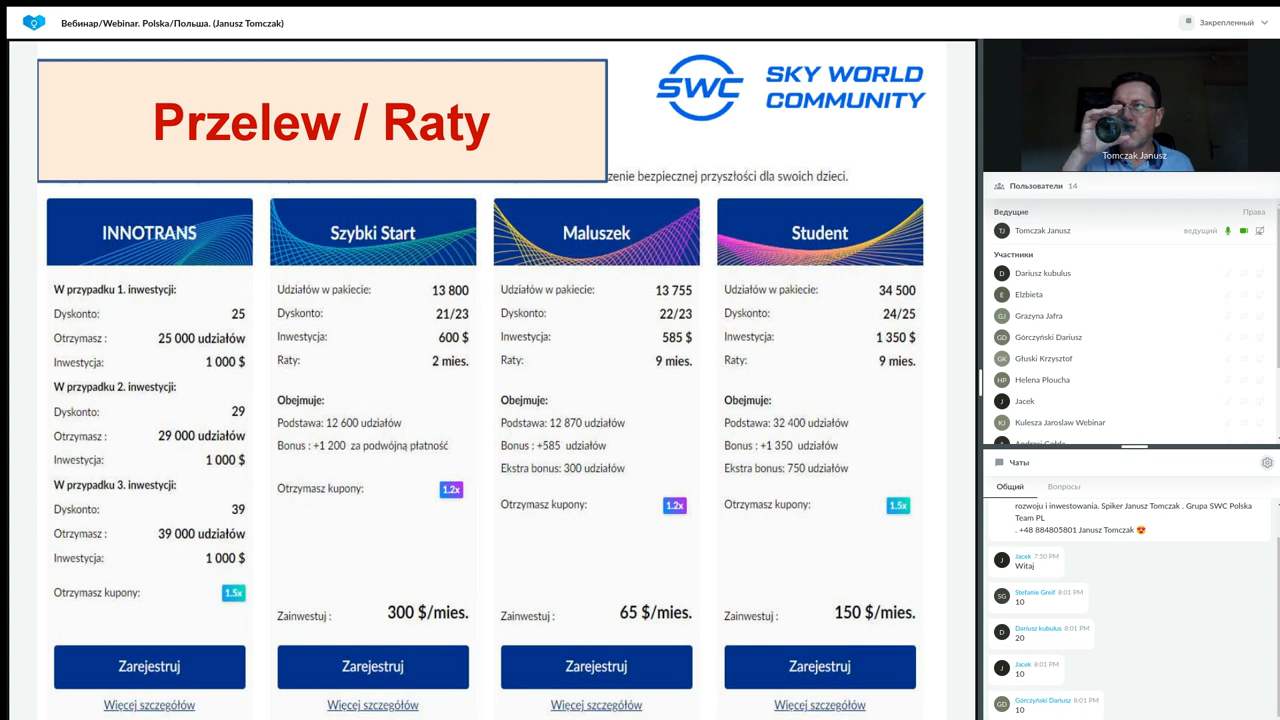 Вебинар/Webinar. Polska/Польша. (Janusz Tomczak)
Закрепленный
Przelew / Raty
SWC
SKY WORLD
COMMUNITY
zenie bezpiecznej przyszłości dla swoich dzieci.
INNOTRANS
W przypadku 1. inwestycji:
Dyskonto: 25
Otrzymasz : 25 000 udziałów
Inwestycja: 1 000 $
W przypadku 2. inwestycji:
Dyskonto: 29
Otrzymasz : 29 000 udziałów
Inwestycja: 1 000 $
W przypadku 3. inwestycji:
Dyskonto: 39
Otrzymasz : 39 000 udziałów
Inwestycja: 1 000 $
Otrzymasz kupony: 1.5x
Zarejestruj
Więcej szczegółów
Szybki Start
Udziałów w pakiecie: 13 800
Dyskonto: 21/23
Inwestycja: 600 $
Raty: 2 mies.
Obejmuje:
Podstawa: 12 600 udziałów
Bonus : +1 200 za podwójną płatność
Otrzymasz kupony: 1.2x
Zainwestuj : 300 $/mies.
Zarejestruj
Więcej szczegółów
Maluszek
Udziałów w pakiecie: 13 755
Dyskonto: 22/23
Inwestycja: 585 $
Raty: 9 mies.
Obejmuje:
Podstawa: 12 870 udziałów
Bonus : +585 udziałów
Ekstra bonus: 300 udziałów
Otrzymasz kupony: 1.2x
Zainwestuj : 65 $/mies.
Zarejestruj
Więcej szczegółów
Student
Udziałów w pakiecie: 34 500
Dyskonto: 24/25
Inwestycja: 1 350 $
Raty: 9 mies.
Obejmuje:
Podstawa: 32 400 udziałów
Bonus : +1 350 udziałów
Ekstra bonus: 750 udziałów
Otrzymasz kupony: 1.5x
Zainwestuj : 150 $/mies.
Zarejestruj
Więcej szczegółów
Tomczak Janusz
Пользователи 14
Ведущие Права
TJ Tomczak Janusz ведущий
Участники
D Dariusz kubulus
E Elzbieta
GJ Grazyna Jafra
GD Górczyński Dariusz
GK Głuski Krzysztof
HP Helena Ploucha
J Jacek
KJ Kulesza Jaroslaw Webinar
Чаты
Общий Вопросы
rozwoju i inwestowania. Spiker Janusz Tomczak . Grupa SWC Polska
Team PL
. +48 884805801 Janusz Tomczak 😍
J Jacek 7:50 PM
Witaj
SG Stefanie Greif 8:01 PM
10
D Dariusz kubulus 8:01 PM
20
J Jacek 8:01 PM
10
GD Górczyński Dariusz 8:01 PM
10